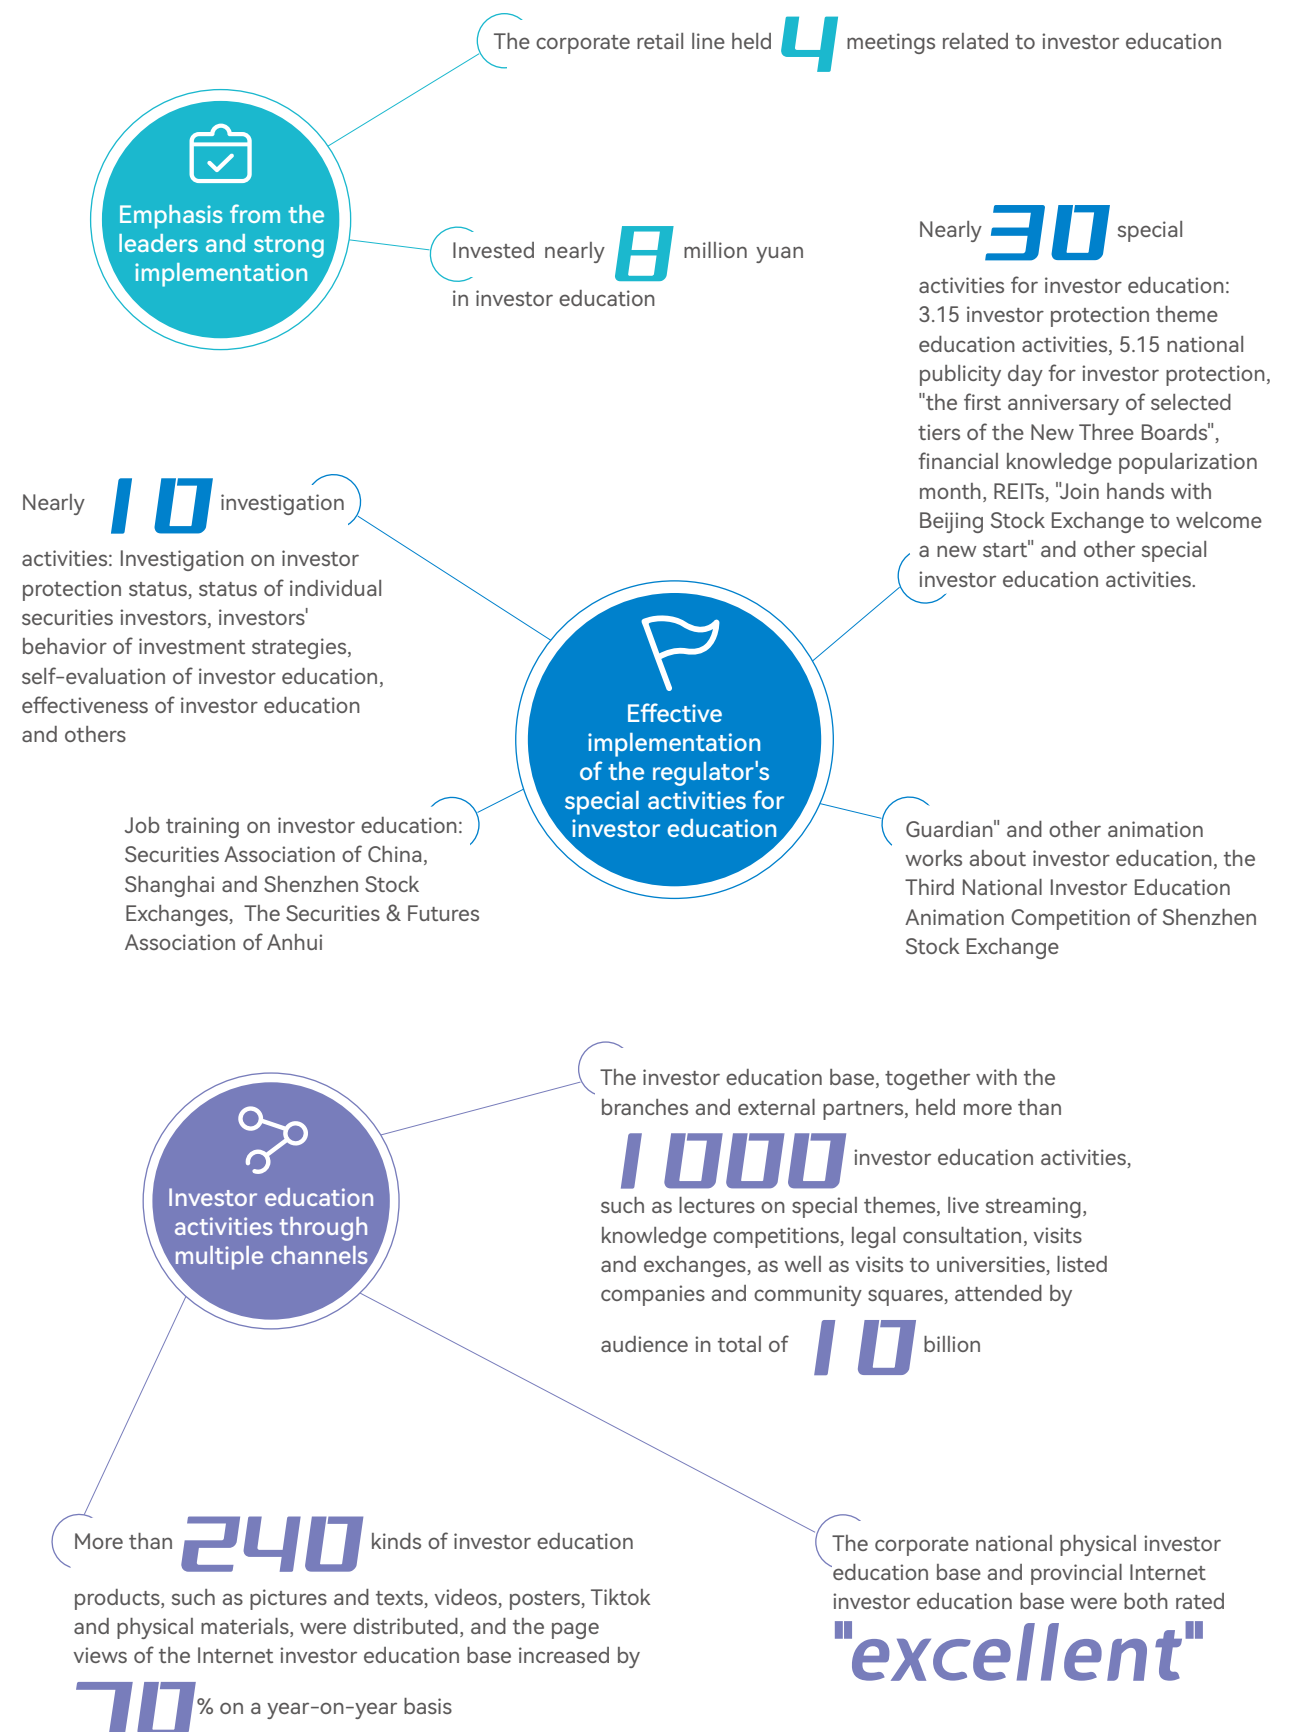 The corporate retail line held 4 meetings related to investor education
Emphasis from the
leaders and strong
implementation
Invested nearly 8 million yuan
in investor education
Nearly 30 special
activities for investor education:
3.15 investor protection theme
education activities, 5.15 national
publicity day for investor protection,
"the first anniversary of selected
tiers of the New Three Boards",
financial knowledge popularization
month, REITs, "Join hands with
Beijing Stock Exchange to welcome
a new start" and other special
investor education activities.
Nearly 10 investigation
activities: Investigation on investor
protection status, status of individual
securities investors, investors'
behavior of investment strategies,
self-evaluation of investor education,
effectiveness of investor education
and others
Effective
implementation
of the regulator's
special activities for
investor education
Job training on investor education:
Securities Association of China,
Shanghai and Shenzhen Stock
Exchanges, The Securities & Futures
Association of Anhui
Guardian" and other animation
works about investor education, the
Third National Investor Education
Animation Competition of Shenzhen
Stock Exchange
Investor education
activities through
multiple channels
The investor education base, together with the
branches and external partners, held more than
1000 investor education activities,
such as lectures on special themes, live streaming,
knowledge competitions, legal consultation, visits
and exchanges, as well as visits to universities, listed
companies and community squares, attended by
audience in total of 10 billion
More than 240 kinds of investor education
products, such as pictures and texts, videos, posters, Tiktok
and physical materials, were distributed, and the page
views of the Internet investor education base increased by
70% on a year-on-year basis
The corporate national physical investor
education base and provincial Internet
investor education base were both rated
"excellent"